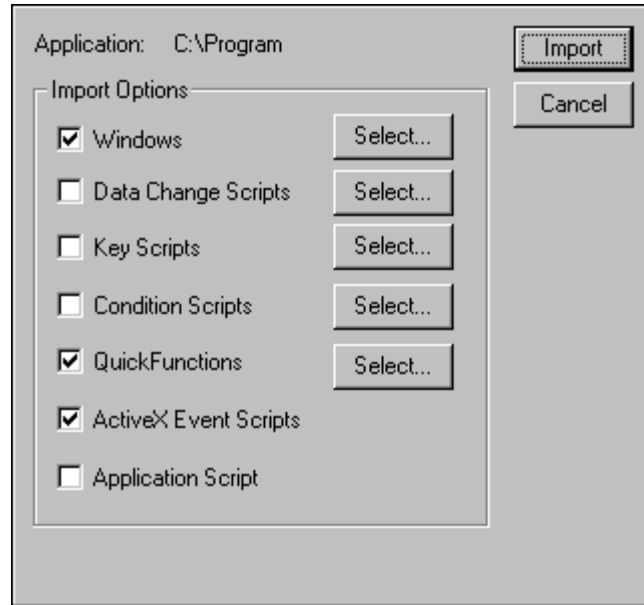 Application: C:\Program
Import
Import Options
Cancel
Windows Select...
Data Change Scripts Select...
Key Scripts Select...
Condition Scripts Select...
QuickFunctions Select...
ActiveX Event Scripts
Application Script